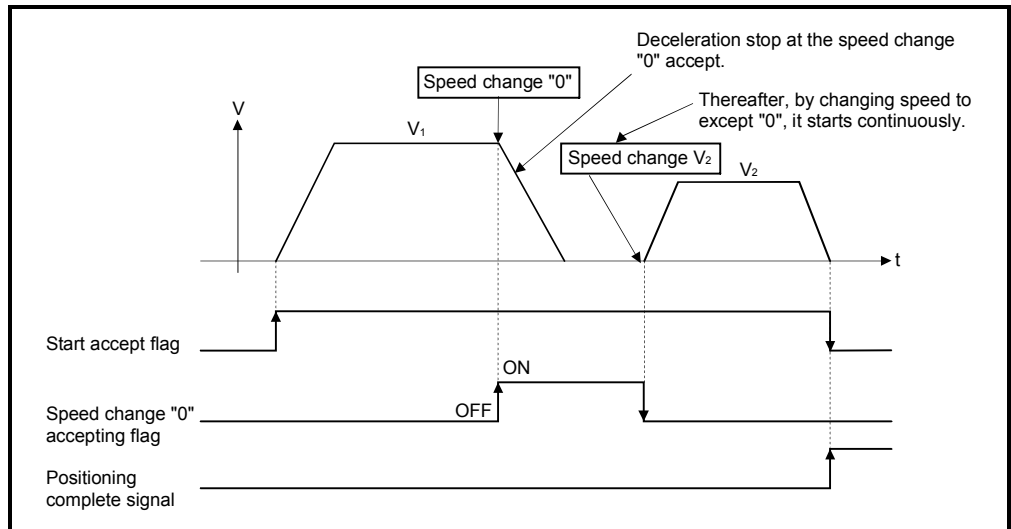 Deceleration stop at the speed change
"0" accept.
Speed change "0"
Thereafter, by changing speed to
except "0", it starts continuously.
V
V1
Speed change V2
V2
t
Start accept flag
ON
OFF
Speed change "0"
accepting flag
Positioning
complete signal